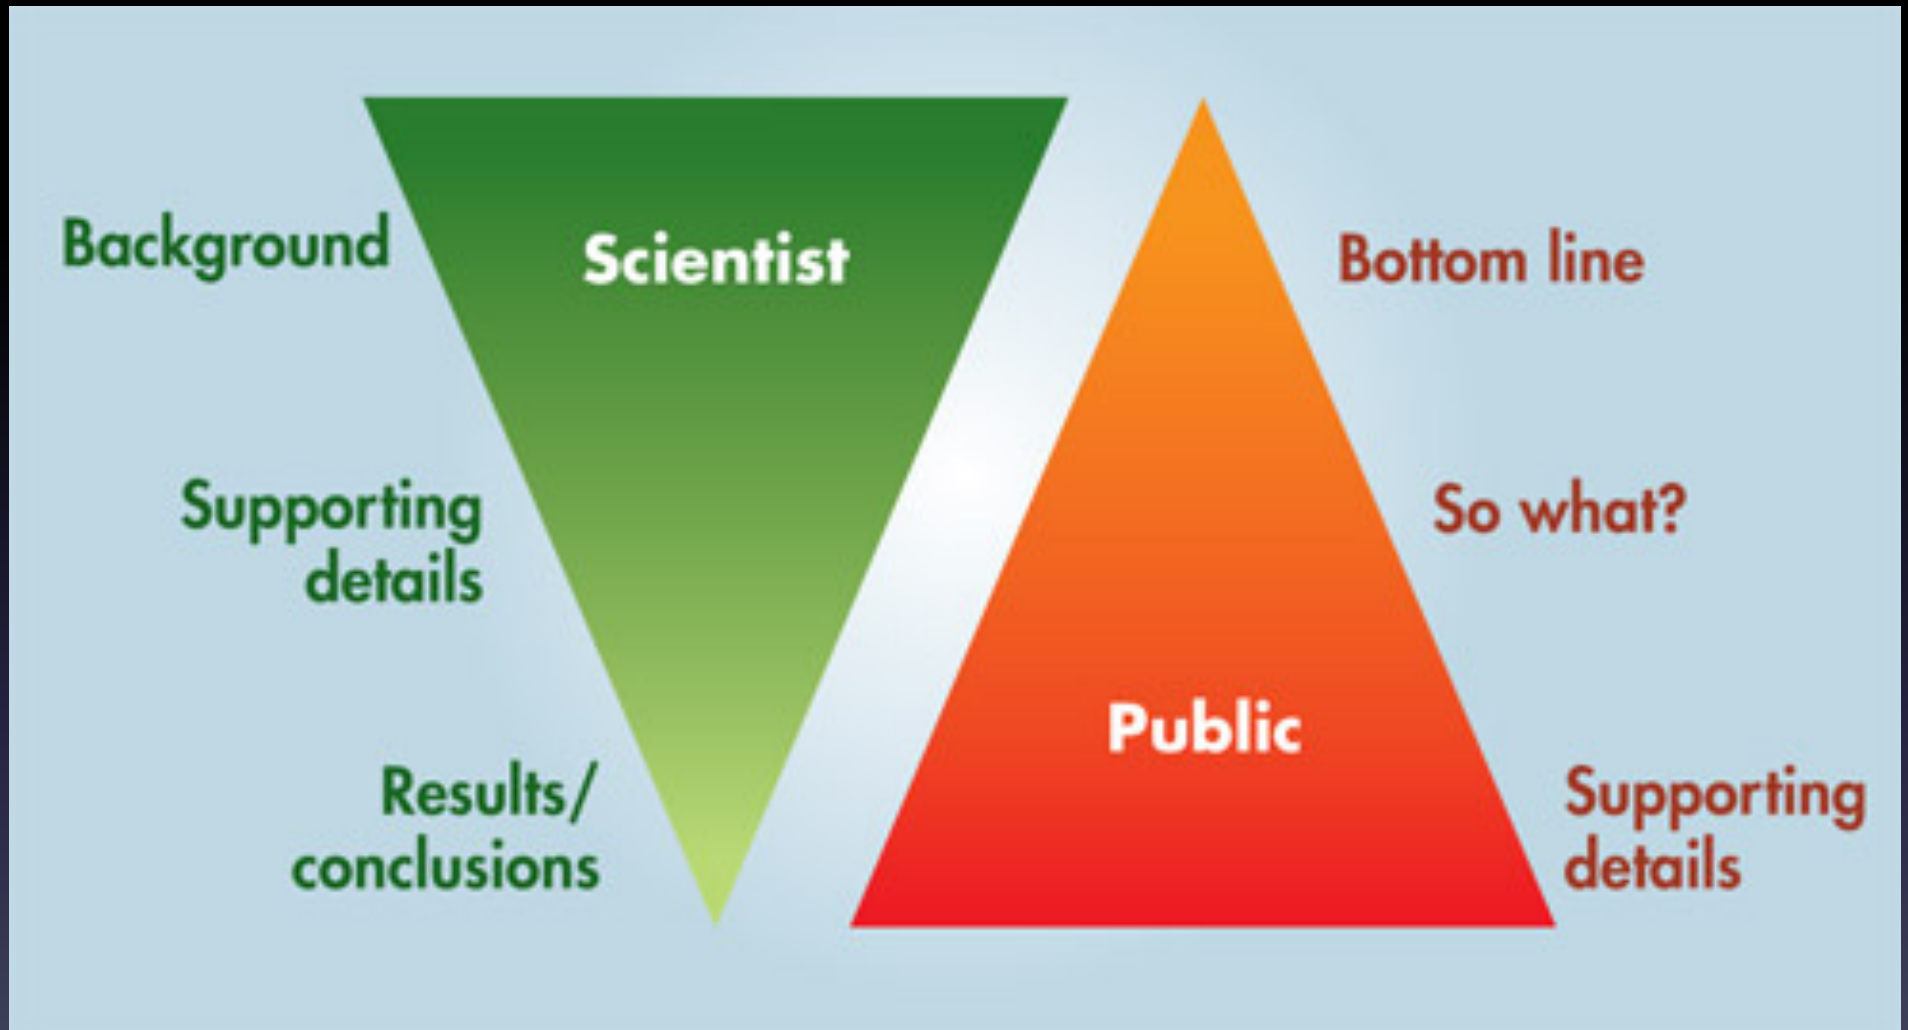 Background
Scientist
Supporting
details
Results/
conclusions
Bottom line
So what?
Public
Supporting
details